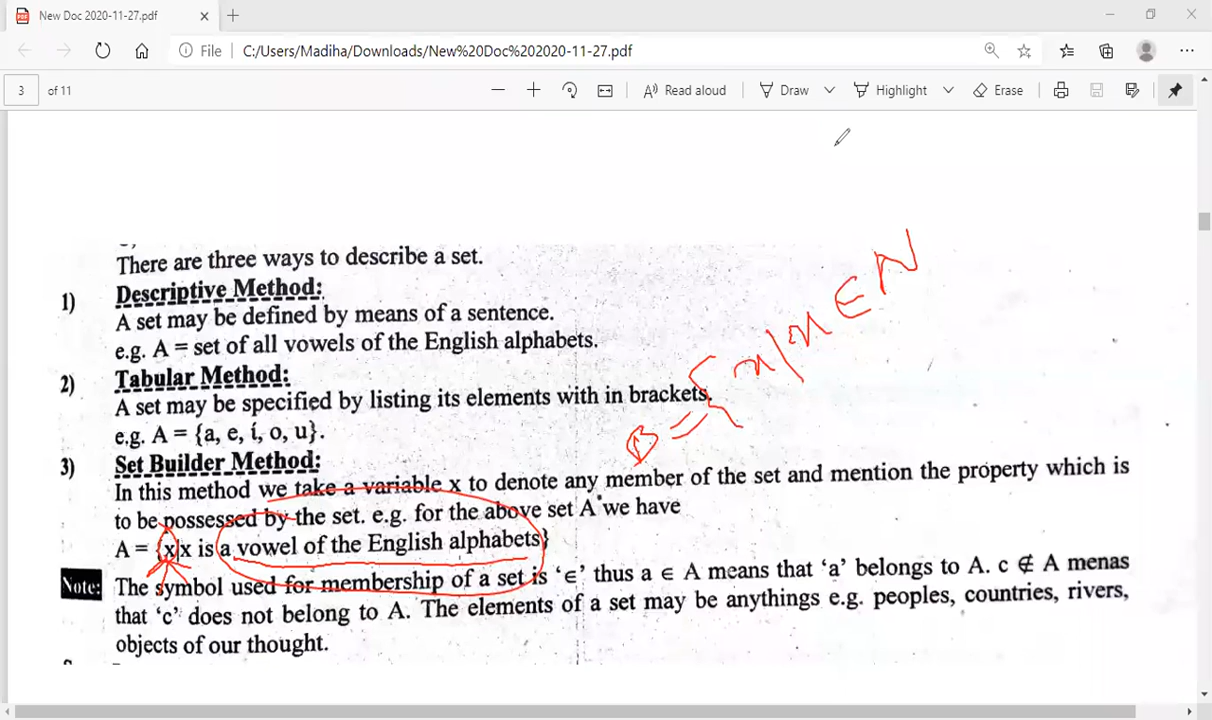 New Doc 2020-11-27.pdf
File C:/Users/Madiha/Downloads/New%20Doc%202020-11-27.pdf
3 of 11 Read aloud Draw Highlight Erase
There are three ways to describe a set.
1) Descriptive Method:
A set may be defined by means of a sentence.
e.g. A = set of all vowels of the English alphabets.
2) Tabular Method:
A set may be specified by listing its elements with in brackets.
e.g. A = {a, e, i, o, u}.
= {x/x ∈ N
3) Set Builder Method:
In this method we take a variable x to denote any member of the set and mention the property which is
to be possessed by the set. e.g. for the above set A we have
A = {x|x is a vowel of the English alphabets}
Note: The symbol used for membership of a set is ‘∈’ thus a ∈ A means that ‘a’ belongs to A. c ∉ A menas
that ‘c’ does not belong to A. The elements of a set may be anythings e.g. peoples, countries, rivers,
objects of our thought.